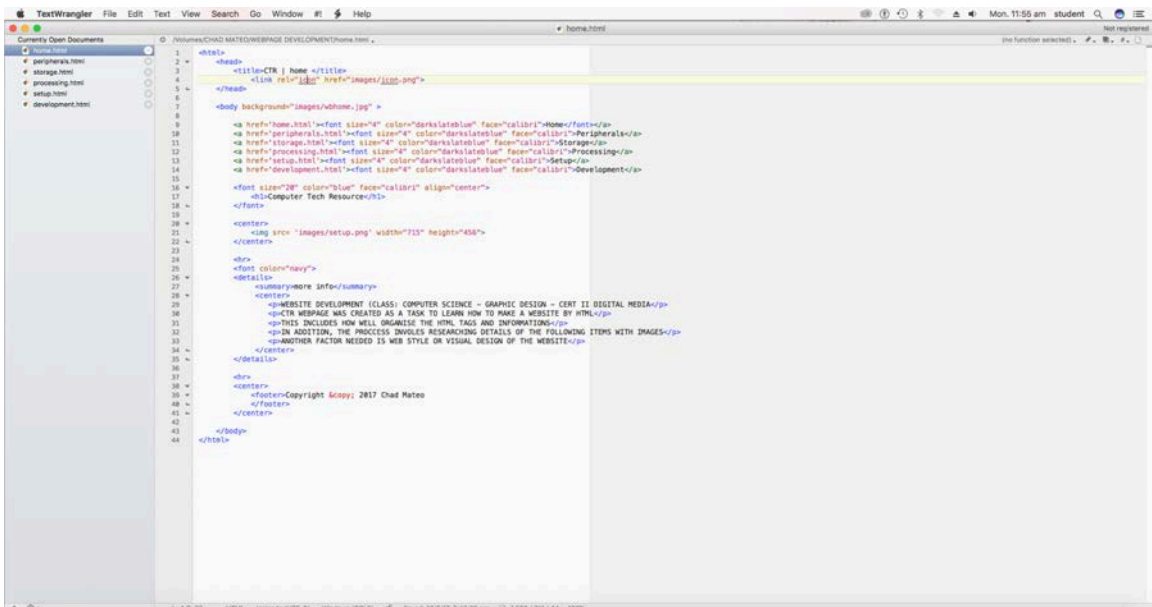 TextWrangler File Edit Text View Search Go Window #! Help Mon. 11:55 am student
home.html Not registered
Currently Open Documents /Volumes/CHAD MATEO/WEBPAGE DEVELOPMENT/home.html (no function selected)
home.html
peripherals.html
storage.html
processing.html
setup.html
development.html
1 <html>
2 <head>
3 <title>CTR | home </title>
4 <link rel="icon" href="images/icon.png">
5 </head>
6
7 <body background="images/wbhome.jpg" >
8
9 <a href='home.html'><font size="4" color="darkslateblue" face="calibri">Home</font></a>
10 <a href='peripherals.html'><font size="4" color="darkslateblue" face="calibri">Peripherals</a>
11 <a href='storage.html'><font size="4" color="darkslateblue" face="calibri">Storage</a>
12 <a href='processing.html'><font size="4" color="darkslateblue" face="calibri">Processing</a>
13 <a href='setup.html'><font size="4" color="darkslateblue" face="calibri">Setup</a>
14 <a href='development.html'><font size="4" color="darkslateblue" face="calibri">Development</a>
15
16 <font size="20" color="blue" face="calibri" align="center">
17 <h1>Computer Tech Resource</h1>
18 </font>
19
20 <center>
21 <img src= 'images/setup.png' width="715" height="450">
22 </center>
23
24 <hr>
25 <font color="navy">
26 <details>
27 <summary>more info</summary>
28 <center>
29 <p>WEBSITE DEVELOPMENT (CLASS: COMPUTER SCIENCE - GRAPHIC DESIGN - CERT II DIGITAL MEDIA</p>
30 <p>CTR WEBPAGE WAS CREATED AS A TASK TO LEARN HOW TO MAKE A WEBSITE BY HTML</p>
31 <p>THIS INCLUDES HOW WELL ORGANISE THE HTML TAGS AND INFORMATIONS</p>
32 <p>IN ADDITION, THE PROCCESS INVOLES RESEARCHING DETAILS OF THE FOLLOWING ITEMS WITH IMAGES</p>
33 <p>ANOTHER FACTOR NEEDED IS WEB STYLE OR VISUAL DESIGN OF THE WEBSITE</p>
34 </center>
35 </details>
36
37 <hr>
38 <center>
39 <footer>Copyright &copy; 2017 Chad Mateo
40 </footer>
41 </center>
42
43 </body>
44 </html>